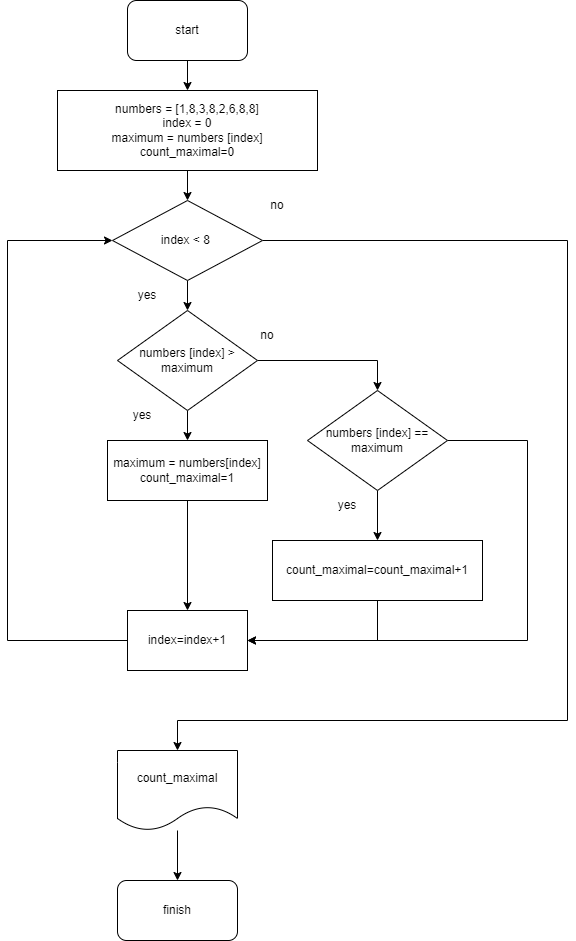 start
numbers = [1,8,3,8,2,6,8,8]
index = 0
maximum = numbers [index]
count_maximal=0
no
index < 8
yes
no
numbers [index] >
maximum
yes
numbers [index] ==
maximum
maximum = numbers[index]
count_maximal=1
yes
count_maximal=count_maximal+1
index=index+1
count_maximal
finish